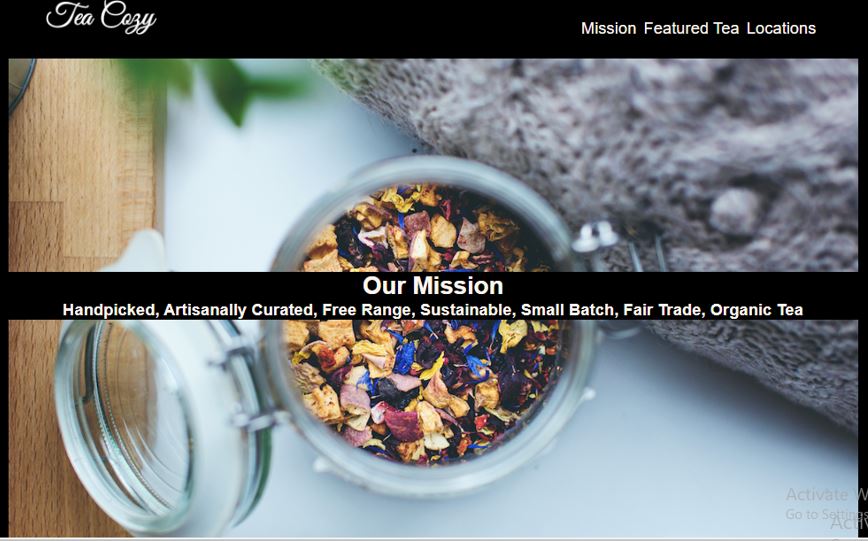 Tea Cozy
Mission Featured Tea Locations
Our Mission
Handpicked, Artisanally Curated, Free Range, Sustainable, Small Batch, Fair Trade, Organic Tea
Activate
Go to Settings